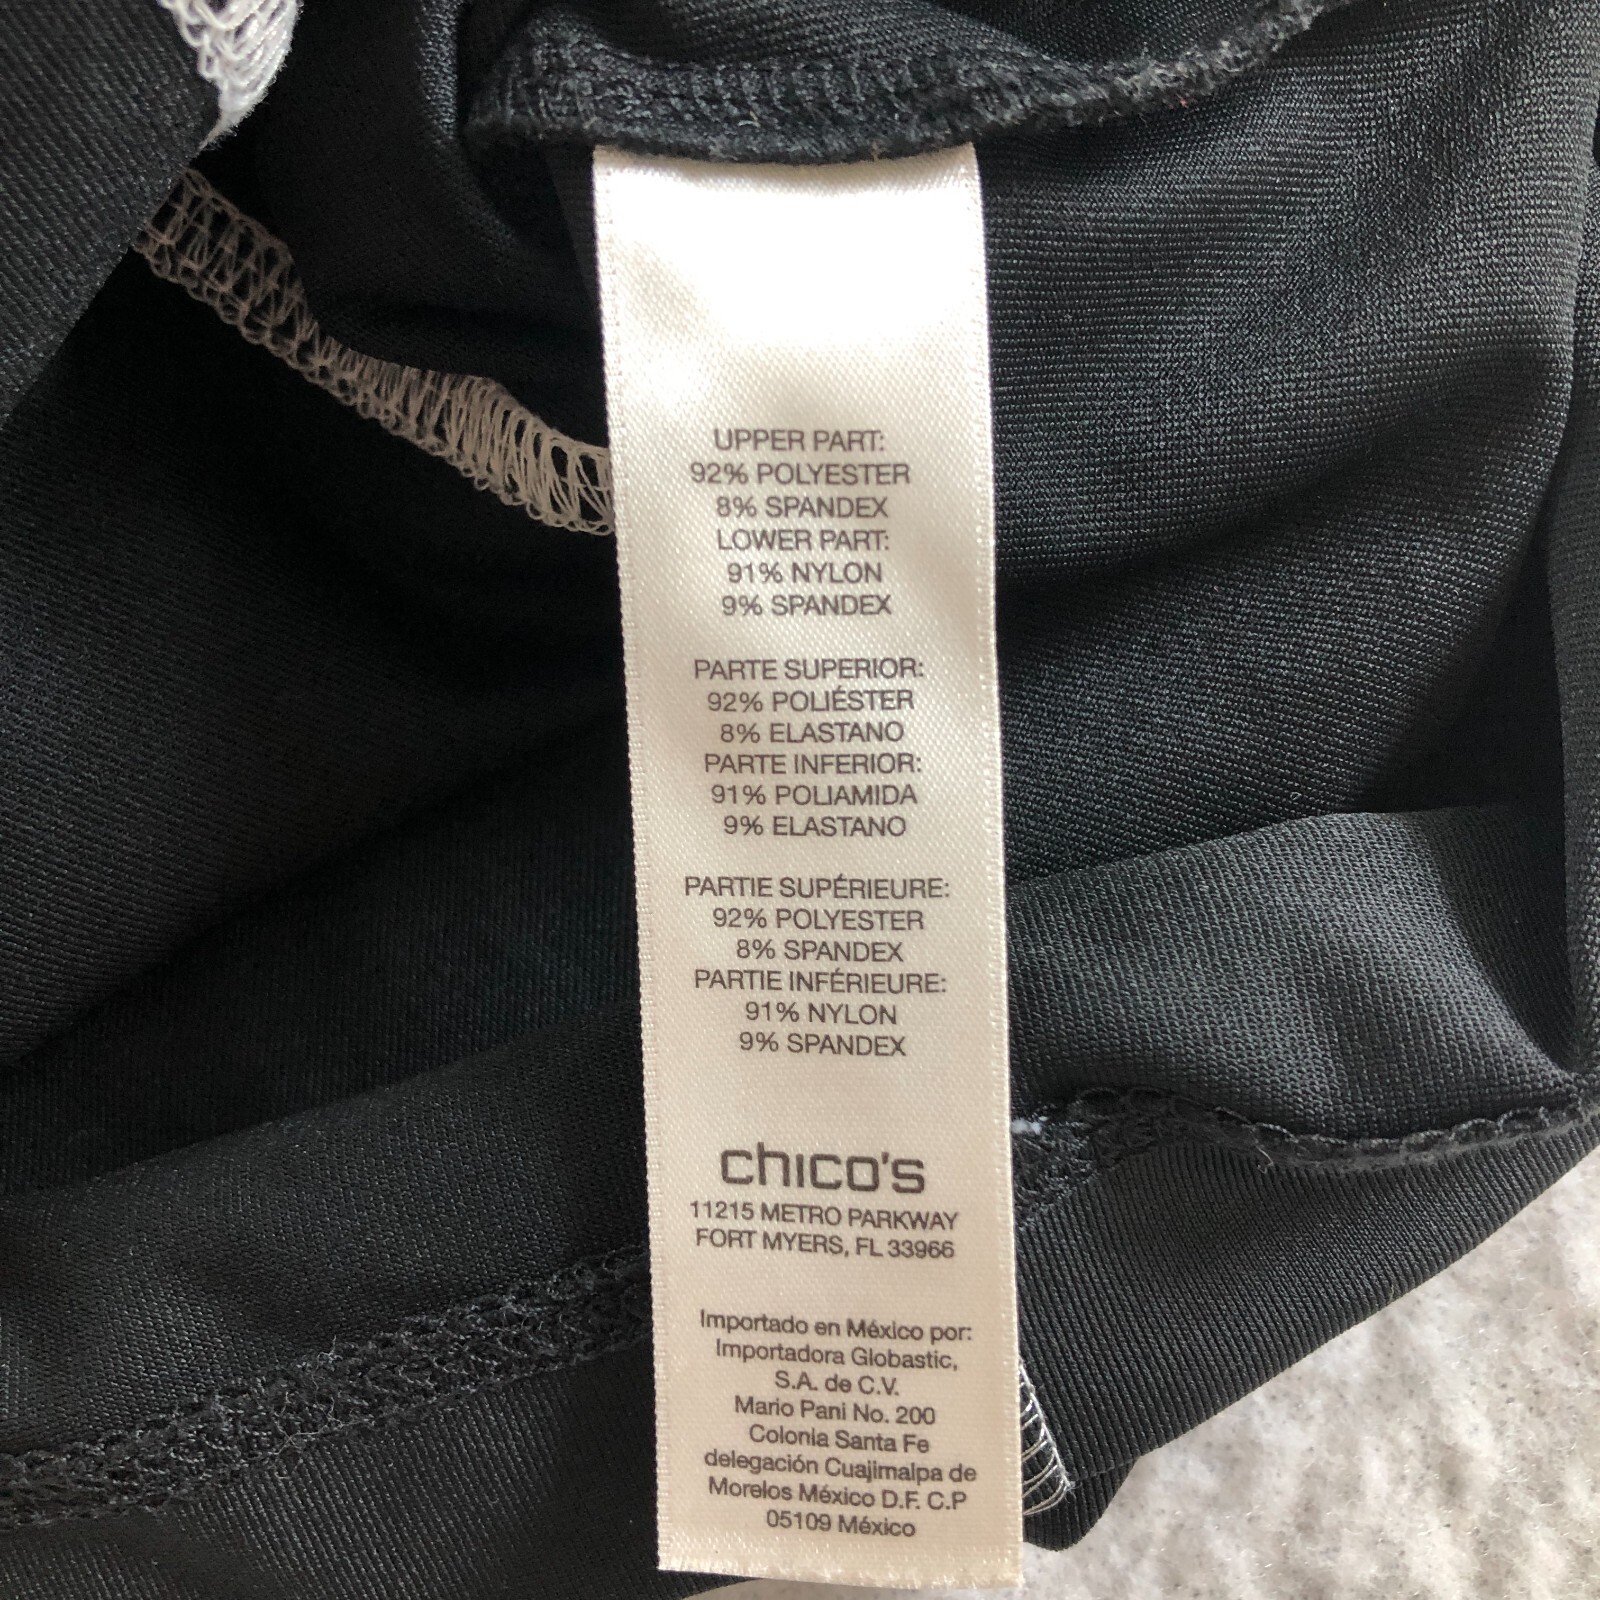 UPPER PART:
92% POLYESTER
8% SPANDEX
LOWER PART:
91% NYLON
9% SPANDEX
PARTE SUPERIOR:
92% POLIÉSTER
8% ELASTANO
PARTE INFERIOR:
91% POLIAMIDA
9% ELASTANO
PARTIE SUPÉRIEURE:
92% POLYESTER
8% SPANDEX
PARTIE INFÉRIEURE:
91% NYLON
9% SPANDEX
chico's
11215 METRO PARKWAY
FORT MYERS, FL 33966
Importado en México por:
Importadora Globastic,
S.A. de C.V.
Mario Pani No. 200
Colonia Santa Fe
delegación Cuajimalpa de
Morelos México D.F. C.P
05109 México